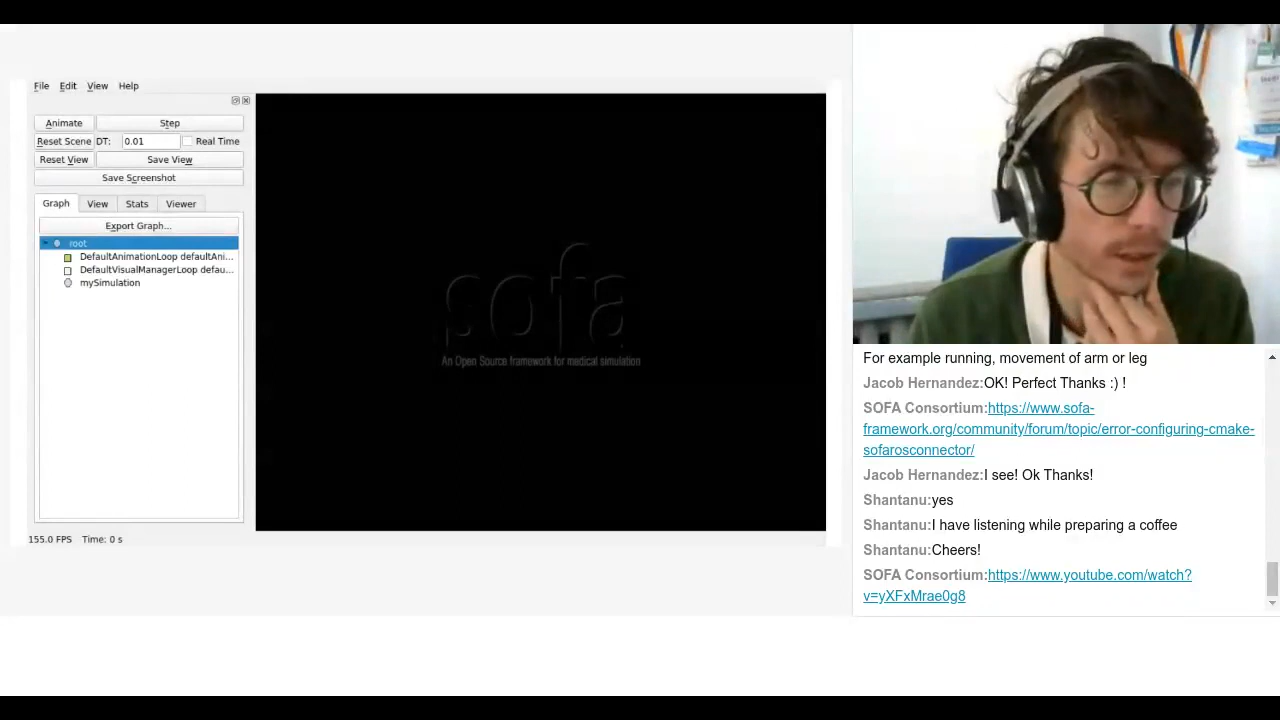 File Edit View Help
Animate Step
Reset Scene DT: 0.01 Real Time
Reset View Save View
Save Screenshot
Graph View Stats Viewer
Export Graph...
root
DefaultAnimationLoop defaultAni...
DefaultVisualManagerLoop defau...
mySimulation
155.0 FPS Time: 0 s
sofa
An Open Source framework for medical simulation
For example running, movement of arm or leg
Jacob Hernandez:OK! Perfect Thanks :) !
SOFA Consortium:https://www.sofa-
framework.org/community/forum/topic/error-configuring-cmake-
sofarosconnector/
Jacob Hernandez:I see! Ok Thanks!
Shantanu:yes
Shantanu:I have listening while preparing a coffee
Shantanu:Cheers!
SOFA Consortium:https://www.youtube.com/watch?
v=yXFxMrae0g8